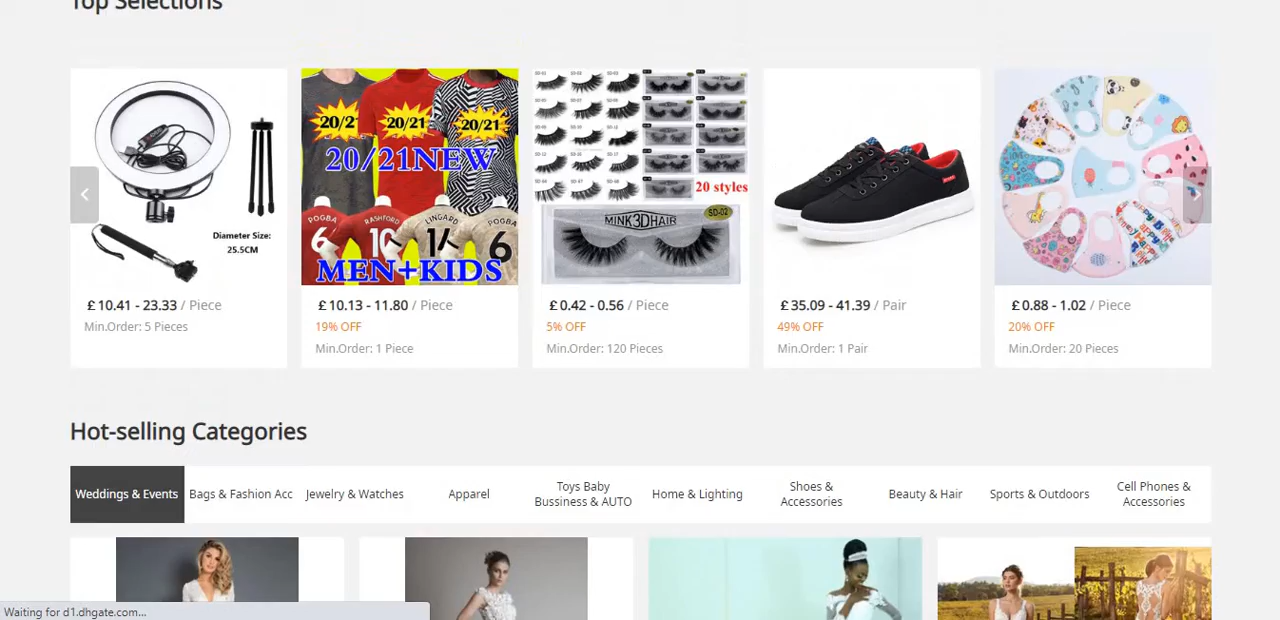 Top Selections
Diameter Size:
25.5CM
20/21 20/21 20/21
20/21NEW
POGBA RASHFORD LINGARD POGBA
6 10 14 6
MEN+KIDS
20 styles
MINK3DHAIR
SD-02
£ 10.41 - 23.33 / Piece
Min.Order: 5 Pieces
£ 10.13 - 11.80 / Piece
19% OFF
Min.Order: 1 Piece
£ 0.42 - 0.56 / Piece
5% OFF
Min.Order: 120 Pieces
£ 35.09 - 41.39 / Pair
49% OFF
Min.Order: 1 Pair
£ 0.88 - 1.02 / Piece
20% OFF
Min.Order: 20 Pieces
Hot-selling Categories
Weddings & Events
Bags & Fashion Acc
Jewelry & Watches
Apparel
Toys Baby
Bussiness & AUTO
Home & Lighting
Shoes &
Accessories
Beauty & Hair
Sports & Outdoors
Cell Phones &
Accessories
Waiting for d1.dhgate.com...